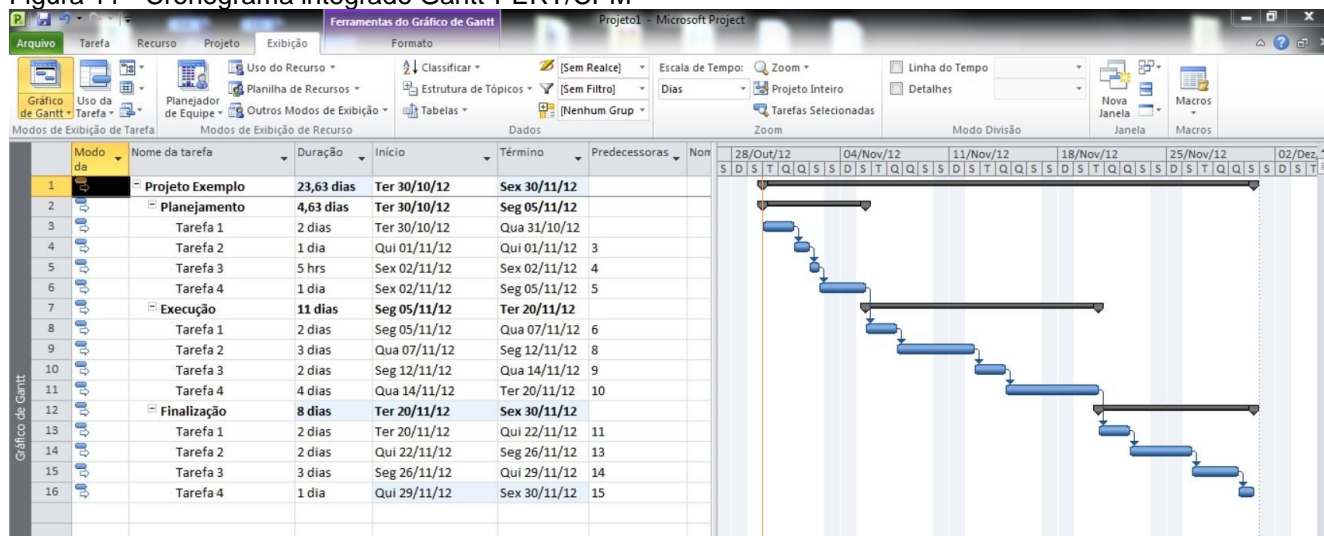 Figura 11 - Cronograma integrado Gantt-PERT/CPM
Ferramentas do Gráfico de Gantt
Projeto1 - Microsoft Project
Arquivo Tarefa Recurso Projeto Exibição Formato
Gráfico de Gantt
Uso da Tarefa
Modos de Exibição de Tarefa
Planejador de Equipe
Uso do Recurso
Planilha de Recursos
Outros Modos de Exibição
Modos de Exibição de Recurso
Classificar
Estrutura de Tópicos
Tabelas
[Sem Realce]
[Sem Filtro]
[Nenhum Grup
Dados
Escala de Tempo:
Dias
Zoom
Projeto Inteiro
Tarefas Selecionadas
Zoom
Linha do Tempo
Detalhes
Modo Divisão
Nova Janela
Janela
Macros
Macros
Modo da Nome da tarefa Duração Início Término Predecessoras Nom
28/Out/12 04/Nov/12 11/Nov/12 18/Nov/12 25/Nov/12 02/Dez
S D S T Q Q S S D S T Q Q S S D S T Q Q S S D S T Q Q S S D S T Q Q S S D S T
1 Projeto Exemplo 23,63 dias Ter 30/10/12 Sex 30/11/12
2 Planejamento 4,63 dias Ter 30/10/12 Seg 05/11/12
3 Tarefa 1 2 dias Ter 30/10/12 Qua 31/10/12
4 Tarefa 2 1 dia Qui 01/11/12 Qui 01/11/12 3
5 Tarefa 3 5 hrs Sex 02/11/12 Sex 02/11/12 4
6 Tarefa 4 1 dia Sex 02/11/12 Seg 05/11/12 5
7 Execução 11 dias Seg 05/11/12 Ter 20/11/12
8 Tarefa 1 2 dias Seg 05/11/12 Qua 07/11/12 6
9 Tarefa 2 3 dias Qua 07/11/12 Seg 12/11/12 8
10 Tarefa 3 2 dias Seg 12/11/12 Qua 14/11/12 9
11 Tarefa 4 4 dias Qua 14/11/12 Ter 20/11/12 10
12 Finalização 8 dias Ter 20/11/12 Sex 30/11/12
13 Tarefa 1 2 dias Ter 20/11/12 Qui 22/11/12 11
14 Tarefa 2 2 dias Qui 22/11/12 Seg 26/11/12 13
15 Tarefa 3 3 dias Seg 26/11/12 Qui 29/11/12 14
16 Tarefa 4 1 dia Qui 29/11/12 Sex 30/11/12 15
Gráfico de Gantt